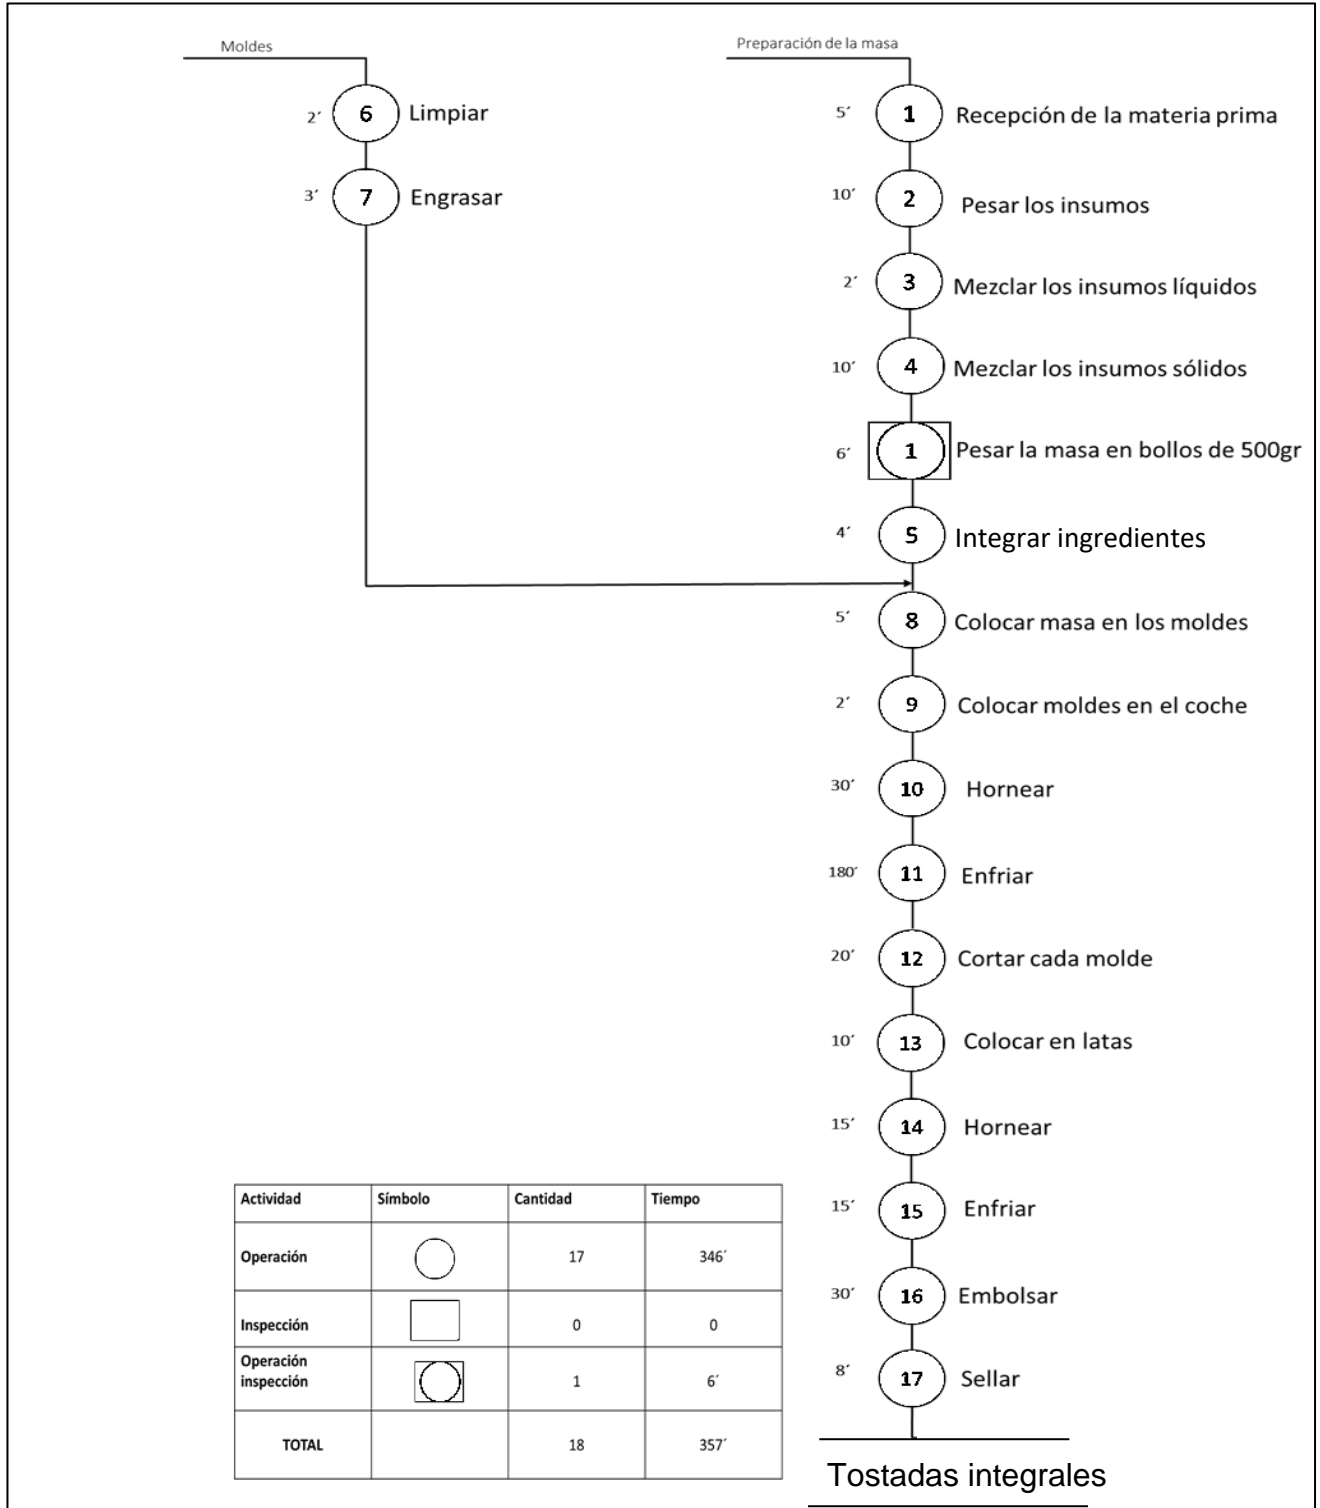 Moldes
2´ 6 Limpiar
3´ 7 Engrasar
Preparación de la masa
5´ 1 Recepción de la materia prima
10´ 2 Pesar los insumos
2´ 3 Mezclar los insumos líquidos
10´ 4 Mezclar los insumos sólidos
6´ 1 Pesar la masa en bollos de 500gr
4´ 5 Integrar ingredientes
5´ 8 Colocar masa en los moldes
2´ 9 Colocar moldes en el coche
30´ 10 Hornear
180´ 11 Enfriar
20´ 12 Cortar cada molde
10´ 13 Colocar en latas
15´ 14 Hornear
15´ 15 Enfriar
30´ 16 Embolsar
8´ 17 Sellar
Tostadas integrales
Actividad Símbolo Cantidad Tiempo
Operación 17 346´
Inspección 0 0
Operación
inspección 1 6´
TOTAL 18 357´